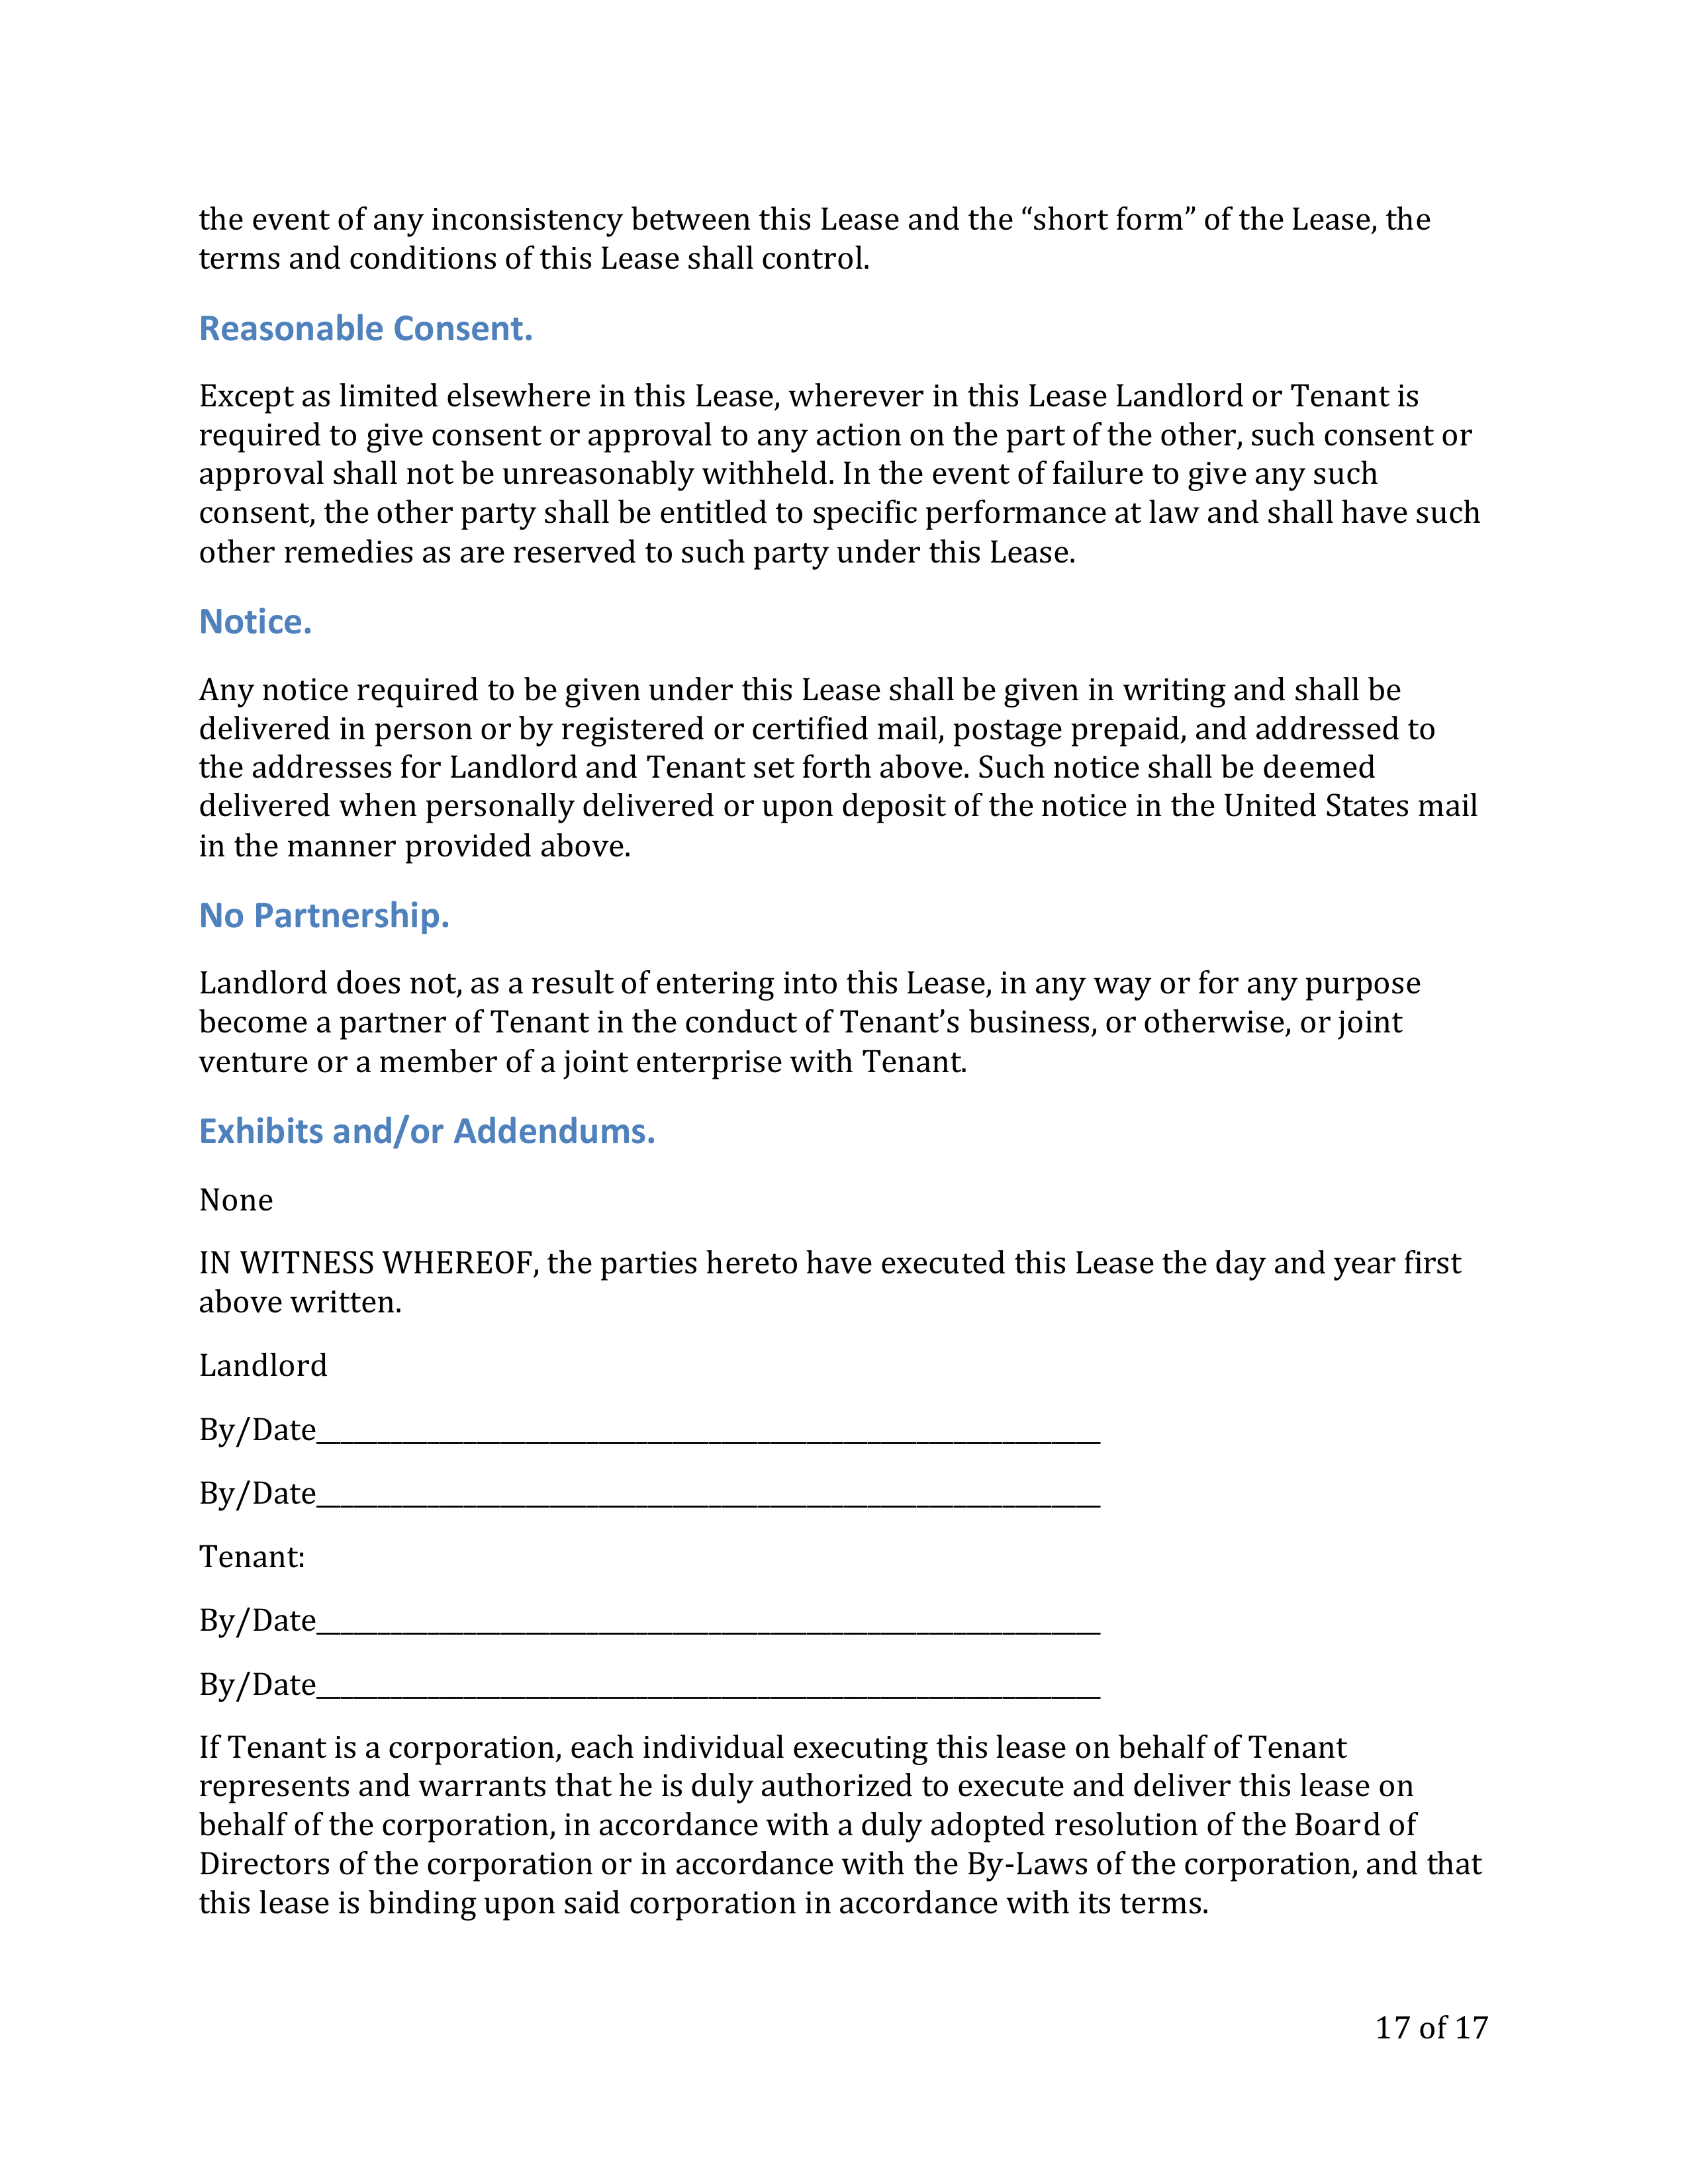 the event of any inconsistency between this Lease and the “short form” of the Lease, the
terms and conditions of this Lease shall control.
Reasonable Consent.
Except as limited elsewhere in this Lease, wherever in this Lease Landlord or Tenant is
required to give consent or approval to any action on the part of the other, such consent or
approval shall not be unreasonably withheld. In the event of failure to give any such
consent, the other party shall be entitled to specific performance at law and shall have such
other remedies as are reserved to such party under this Lease.
Notice.
Any notice required to be given under this Lease shall be given in writing and shall be
delivered in person or by registered or certified mail, postage prepaid, and addressed to
the addresses for Landlord and Tenant set forth above. Such notice shall be deemed
delivered when personally delivered or upon deposit of the notice in the United States mail
in the manner provided above.
No Partnership.
Landlord does not, as a result of entering into this Lease, in any way or for any purpose
become a partner of Tenant in the conduct of Tenant’s business, or otherwise, or joint
venture or a member of a joint enterprise with Tenant.
Exhibits and/or Addendums.
None
IN WITNESS WHEREOF, the parties hereto have executed this Lease the day and year first
above written.
Landlord
By/Date________________________________________________
By/Date________________________________________________
Tenant:
By/Date________________________________________________
By/Date________________________________________________
If Tenant is a corporation, each individual executing this lease on behalf of Tenant
represents and warrants that he is duly authorized to execute and deliver this lease on
behalf of the corporation, in accordance with a duly adopted resolution of the Board of
Directors of the corporation or in accordance with the By-Laws of the corporation, and that
this lease is binding upon said corporation in accordance with its terms.
17 of 17